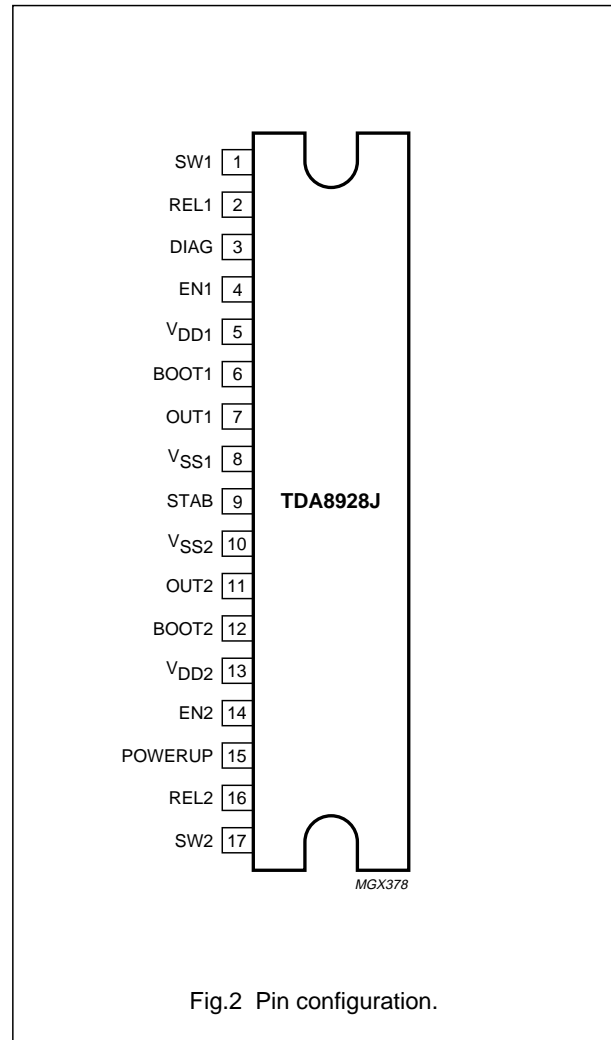 SW1 1
REL1 2
DIAG 3
EN1 4
VDD1 5
BOOT1 6
OUT1 7
VSS1 8
STAB 9 TDA8928J
VSS2 10
OUT2 11
BOOT2 12
VDD2 13
EN2 14
POWERUP 15
REL2 16
SW2 17
MGX378
Fig.2 Pin configuration.